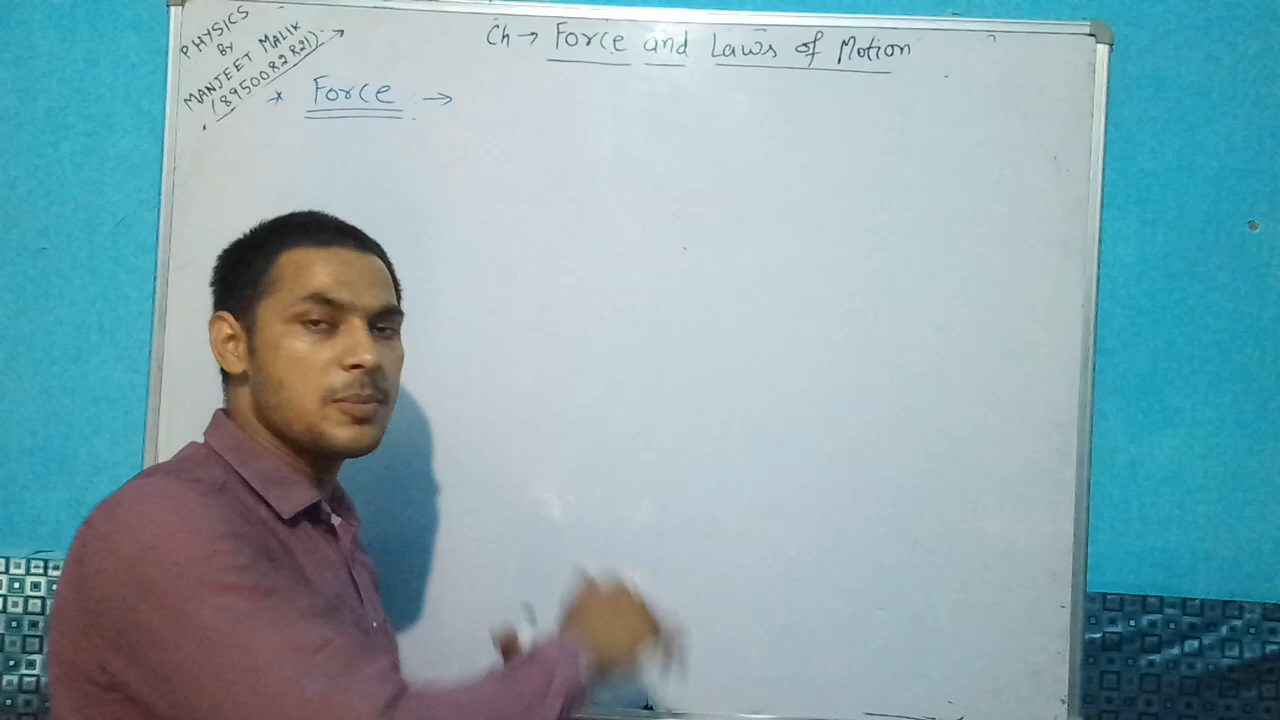 PHYSICS
BY
MANJEET MALIK
(8950082821):→
Ch → Force and Laws of Motion
* Force : →